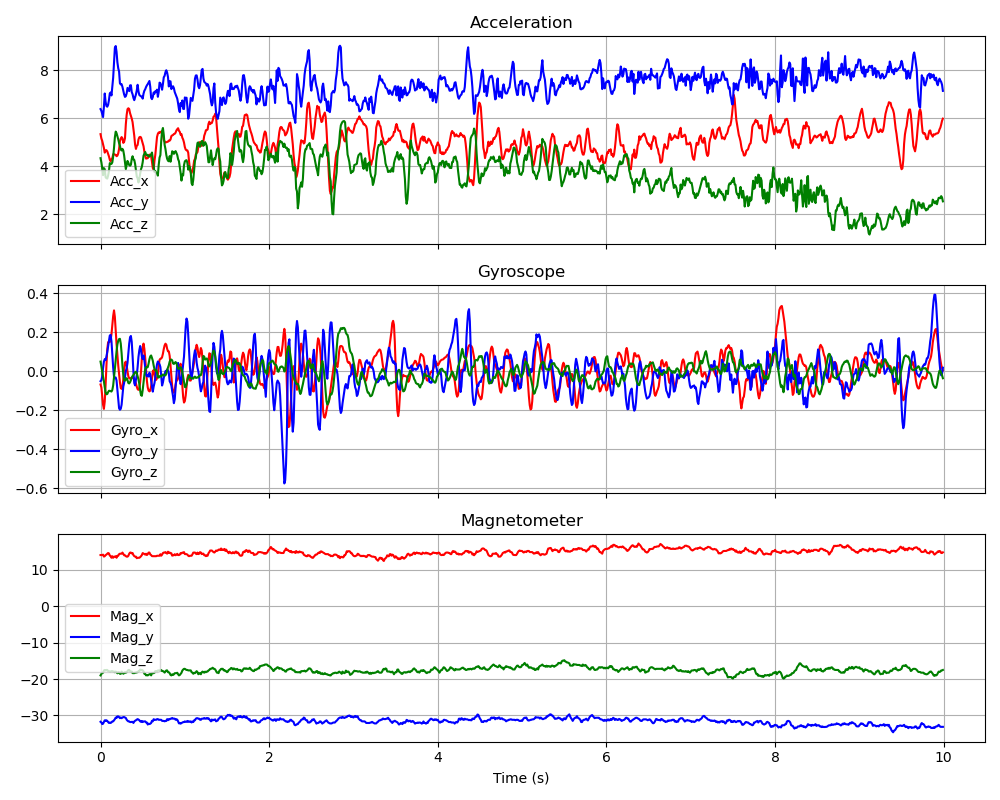 Acceleration
8
6
4
2
Acc_x
Acc_y
Acc_z
Gyroscope
0.4
0.2
0.0
−0.2
−0.4
−0.6
Gyro_x
Gyro_y
Gyro_z
Magnetometer
10
0
−10
−20
−30
Mag_x
Mag_y
Mag_z
0 2 4 6 8 10
Time (s)